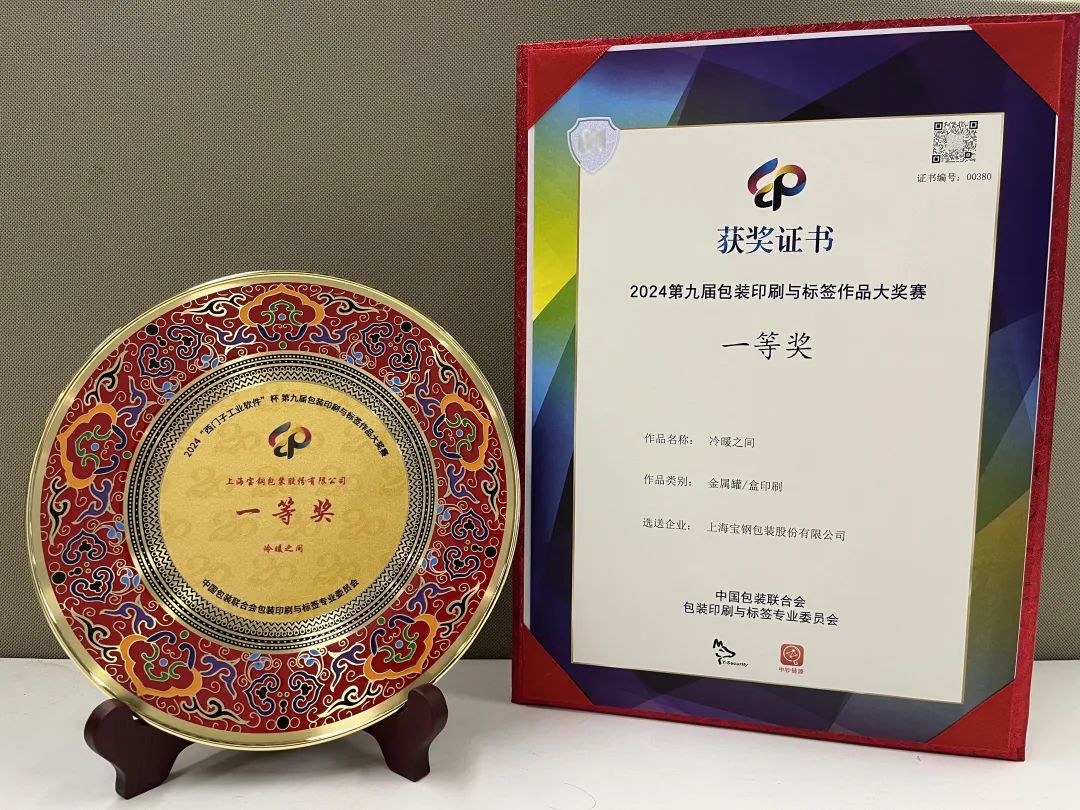 2024“西门子工业软件”杯 第九届包装印刷与标签作品大奖赛
上海宝钢包装股份有限公司
一等奖
冷暖之间
中国包装联合会包装印刷与标签专业委员会
证书编号：00380
获奖证书
2024第九届包装印刷与标签作品大奖赛
一等奖
作品名称： 冷暖之间
作品类别： 金属罐/盒印刷
选送企业： 上海宝钢包装股份有限公司
中国包装联合会
包装印刷与标签专业委员会
Y-Security
中钞链源